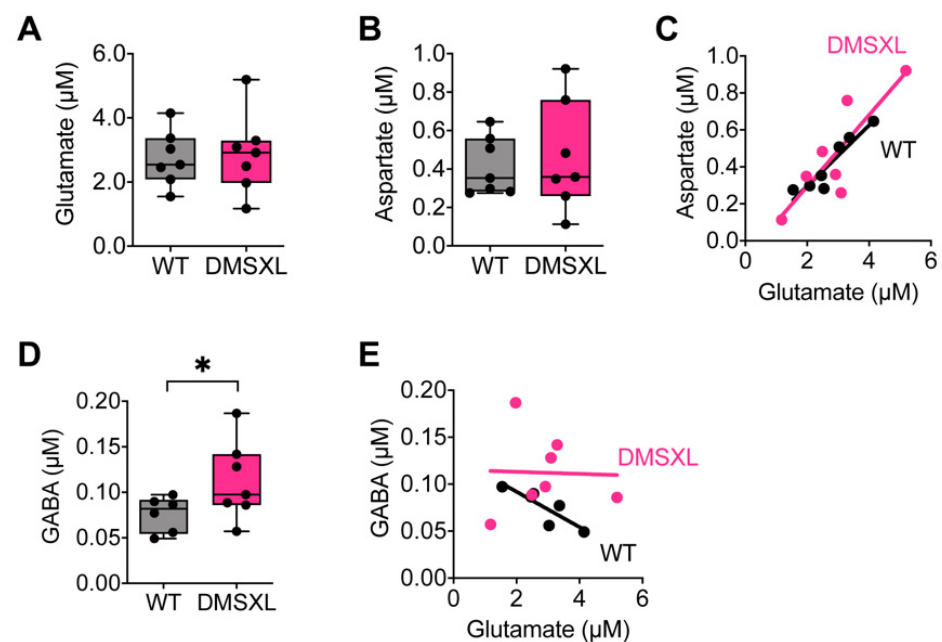 A
Glutamate (µM)
6.0
4.0
2.0
0.0
WT
DMSXL
B
Aspartate (µM)
1.0
0.8
0.6
0.4
0.2
0.0
WT
DMSXL
C
Aspartate (µM)
1.0
0.8
0.6
0.4
0.2
0.0
DMSXL
WT
0 2 4 6
Glutamate (µM)
D
*
GABA (µM)
0.20
0.15
0.10
0.05
0.00
WT
DMSXL
E
GABA (µM)
0.20
0.15
0.10
0.05
0.00
DMSXL
WT
0 2 4 6
Glutamate (µM)